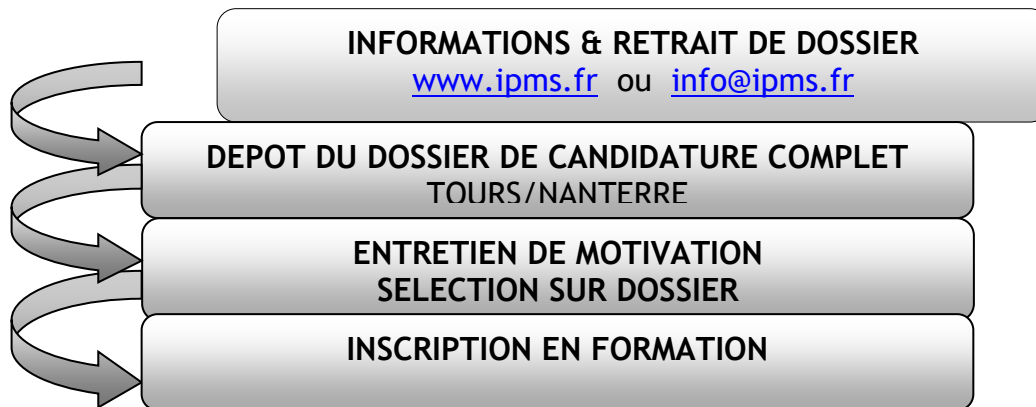 INFORMATIONS & RETRAIT DE DOSSIER
www.ipms.fr ou info@ipms.fr
DEPOT DU DOSSIER DE CANDIDATURE COMPLET
TOURS/NANTERRE
ENTRETIEN DE MOTIVATION
SELECTION SUR DOSSIER
INSCRIPTION EN FORMATION